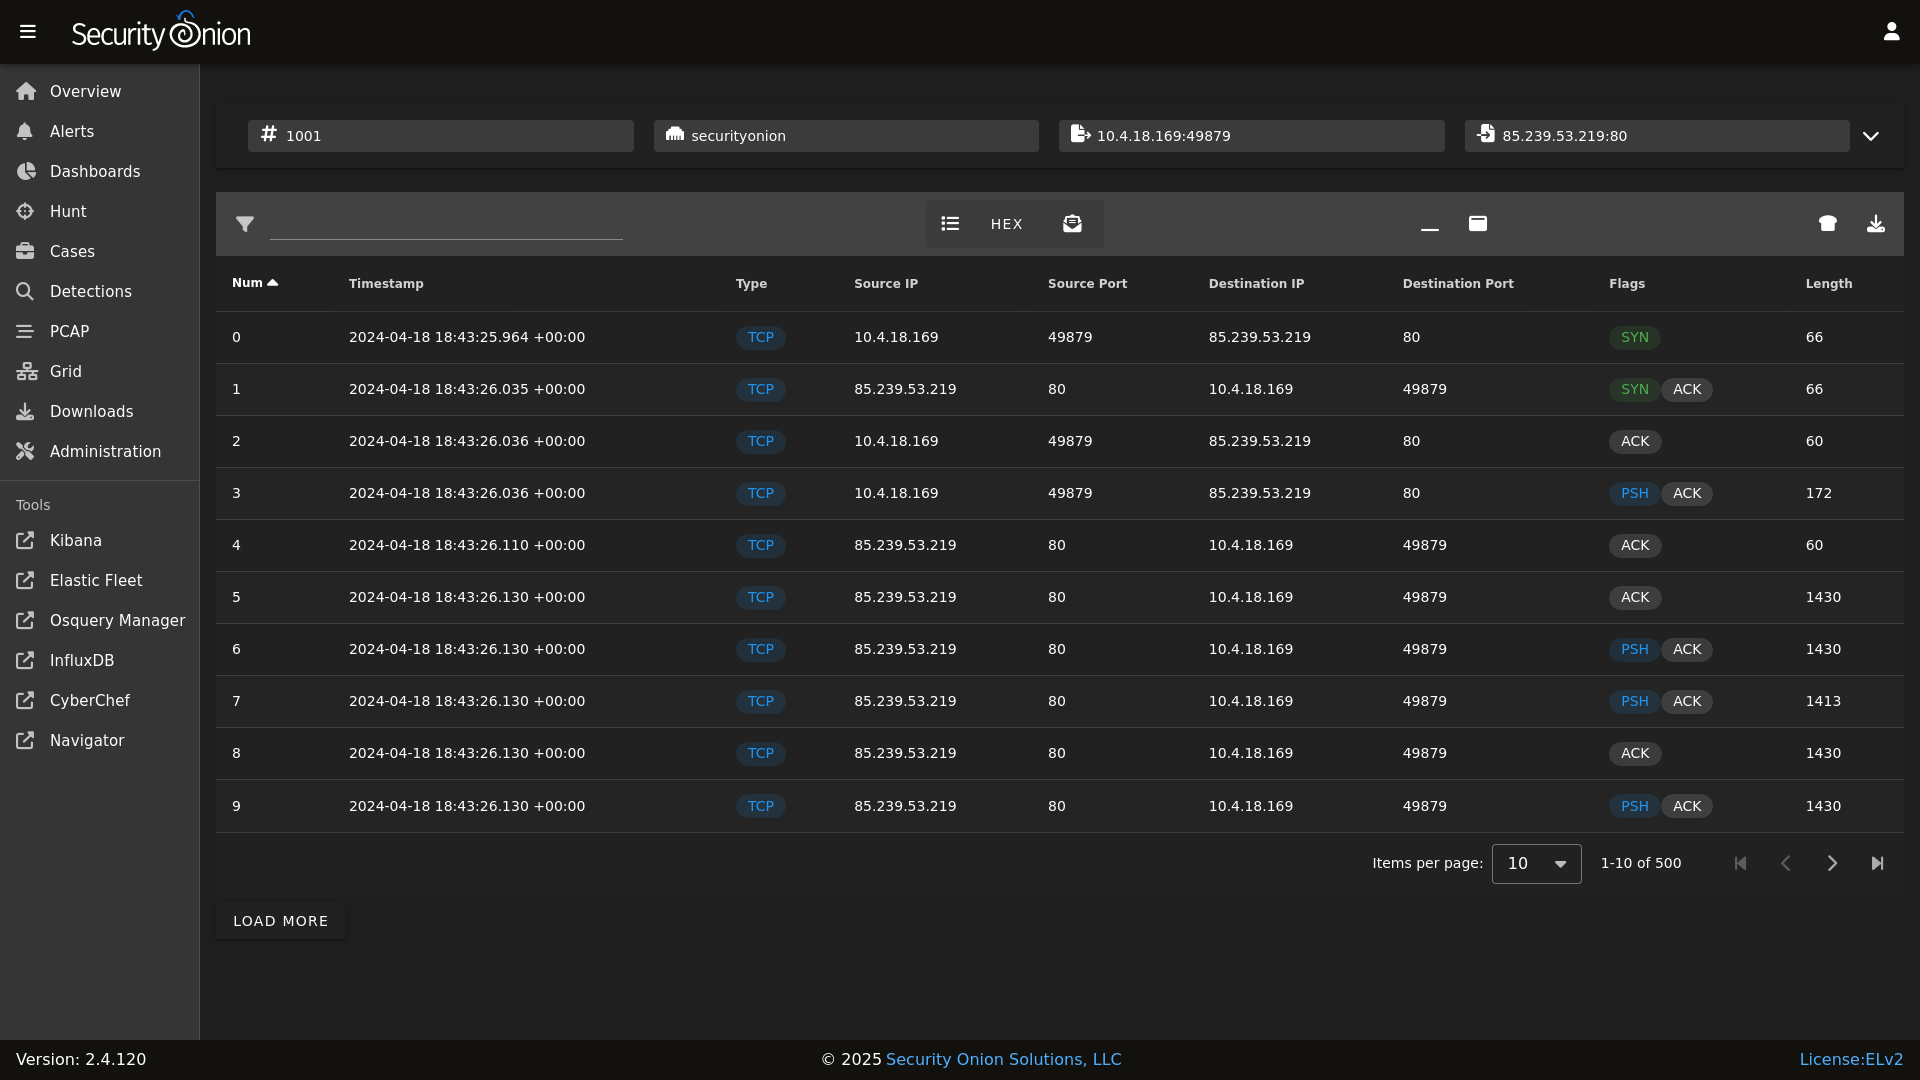 Security Onion
Overview
Alerts
Dashboards
Hunt
Cases
Detections
PCAP
Grid
Downloads
Administration
Tools
Kibana
Elastic Fleet
Osquery Manager
InfluxDB
CyberChef
Navigator
1001 securityonion 10.4.18.169:49879 85.239.53.219:80
HEX
Num Timestamp Type Source IP Source Port Destination IP Destination Port Flags Length
0 2024-04-18 18:43:25.964 +00:00 TCP 10.4.18.169 49879 85.239.53.219 80 SYN 66
1 2024-04-18 18:43:26.035 +00:00 TCP 85.239.53.219 80 10.4.18.169 49879 SYN ACK 66
2 2024-04-18 18:43:26.036 +00:00 TCP 10.4.18.169 49879 85.239.53.219 80 ACK 60
3 2024-04-18 18:43:26.036 +00:00 TCP 10.4.18.169 49879 85.239.53.219 80 PSH ACK 172
4 2024-04-18 18:43:26.110 +00:00 TCP 85.239.53.219 80 10.4.18.169 49879 ACK 60
5 2024-04-18 18:43:26.130 +00:00 TCP 85.239.53.219 80 10.4.18.169 49879 ACK 1430
6 2024-04-18 18:43:26.130 +00:00 TCP 85.239.53.219 80 10.4.18.169 49879 PSH ACK 1430
7 2024-04-18 18:43:26.130 +00:00 TCP 85.239.53.219 80 10.4.18.169 49879 PSH ACK 1413
8 2024-04-18 18:43:26.130 +00:00 TCP 85.239.53.219 80 10.4.18.169 49879 ACK 1430
9 2024-04-18 18:43:26.130 +00:00 TCP 85.239.53.219 80 10.4.18.169 49879 PSH ACK 1430
Items per page: 10 1-10 of 500
LOAD MORE
Version: 2.4.120 © 2025 Security Onion Solutions, LLC License:ELv2